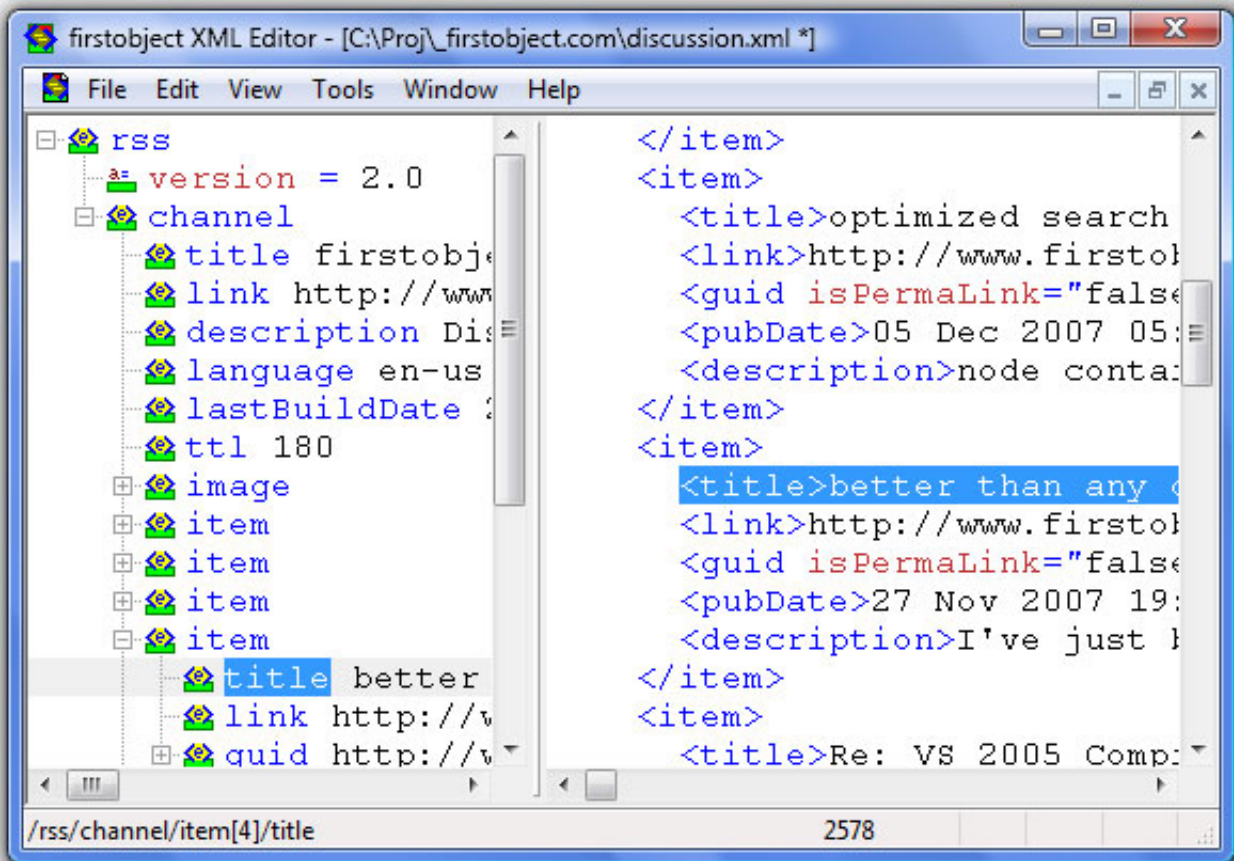 firstobject XML Editor - [C:\Proj\_firstobject.com\discussion.xml *]
File Edit View Tools Window Help
rss
version = 2.0
channel
title firstobje
link http://www
description Dis
language en-us
lastBuildDate 2
ttl 180
image
item
item
item
item
title better
link http://w
guid http://w
</item>
<item>
<title>optimized search
<link>http://www.firstob
<guid isPermaLink="false
<pubDate>05 Dec 2007 05:
<description>node contai
</item>
<item>
<title>better than any
<link>http://www.firstob
<guid isPermaLink="false
<pubDate>27 Nov 2007 19:
<description>I've just
</item>
<item>
<title>Re: VS 2005 Compi
/rss/channel/item[4]/title
2578